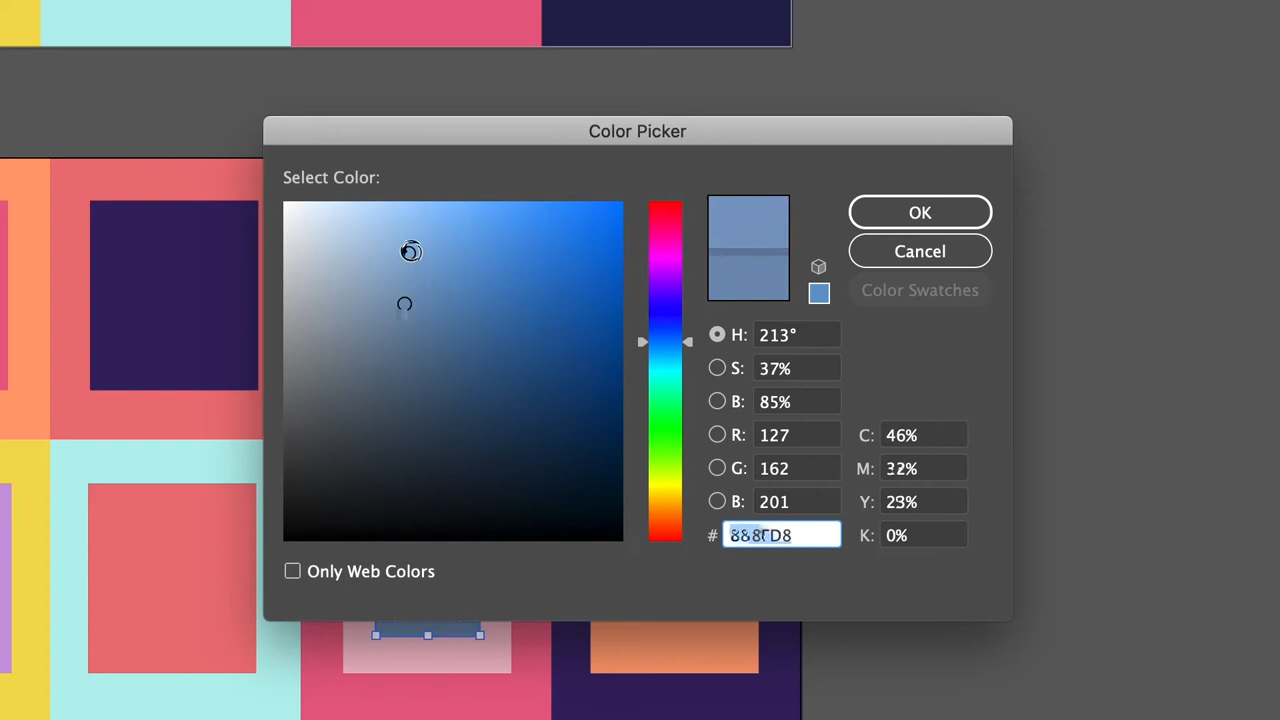 Color Picker
Select Color:
OK
Cancel
Color Swatches
H: 213°
S: 37%
B: 85%
R: 127
C: 46%
G: 162
M: 32%
B: 201
Y: 23%
#
K: 0%
Only Web Colors